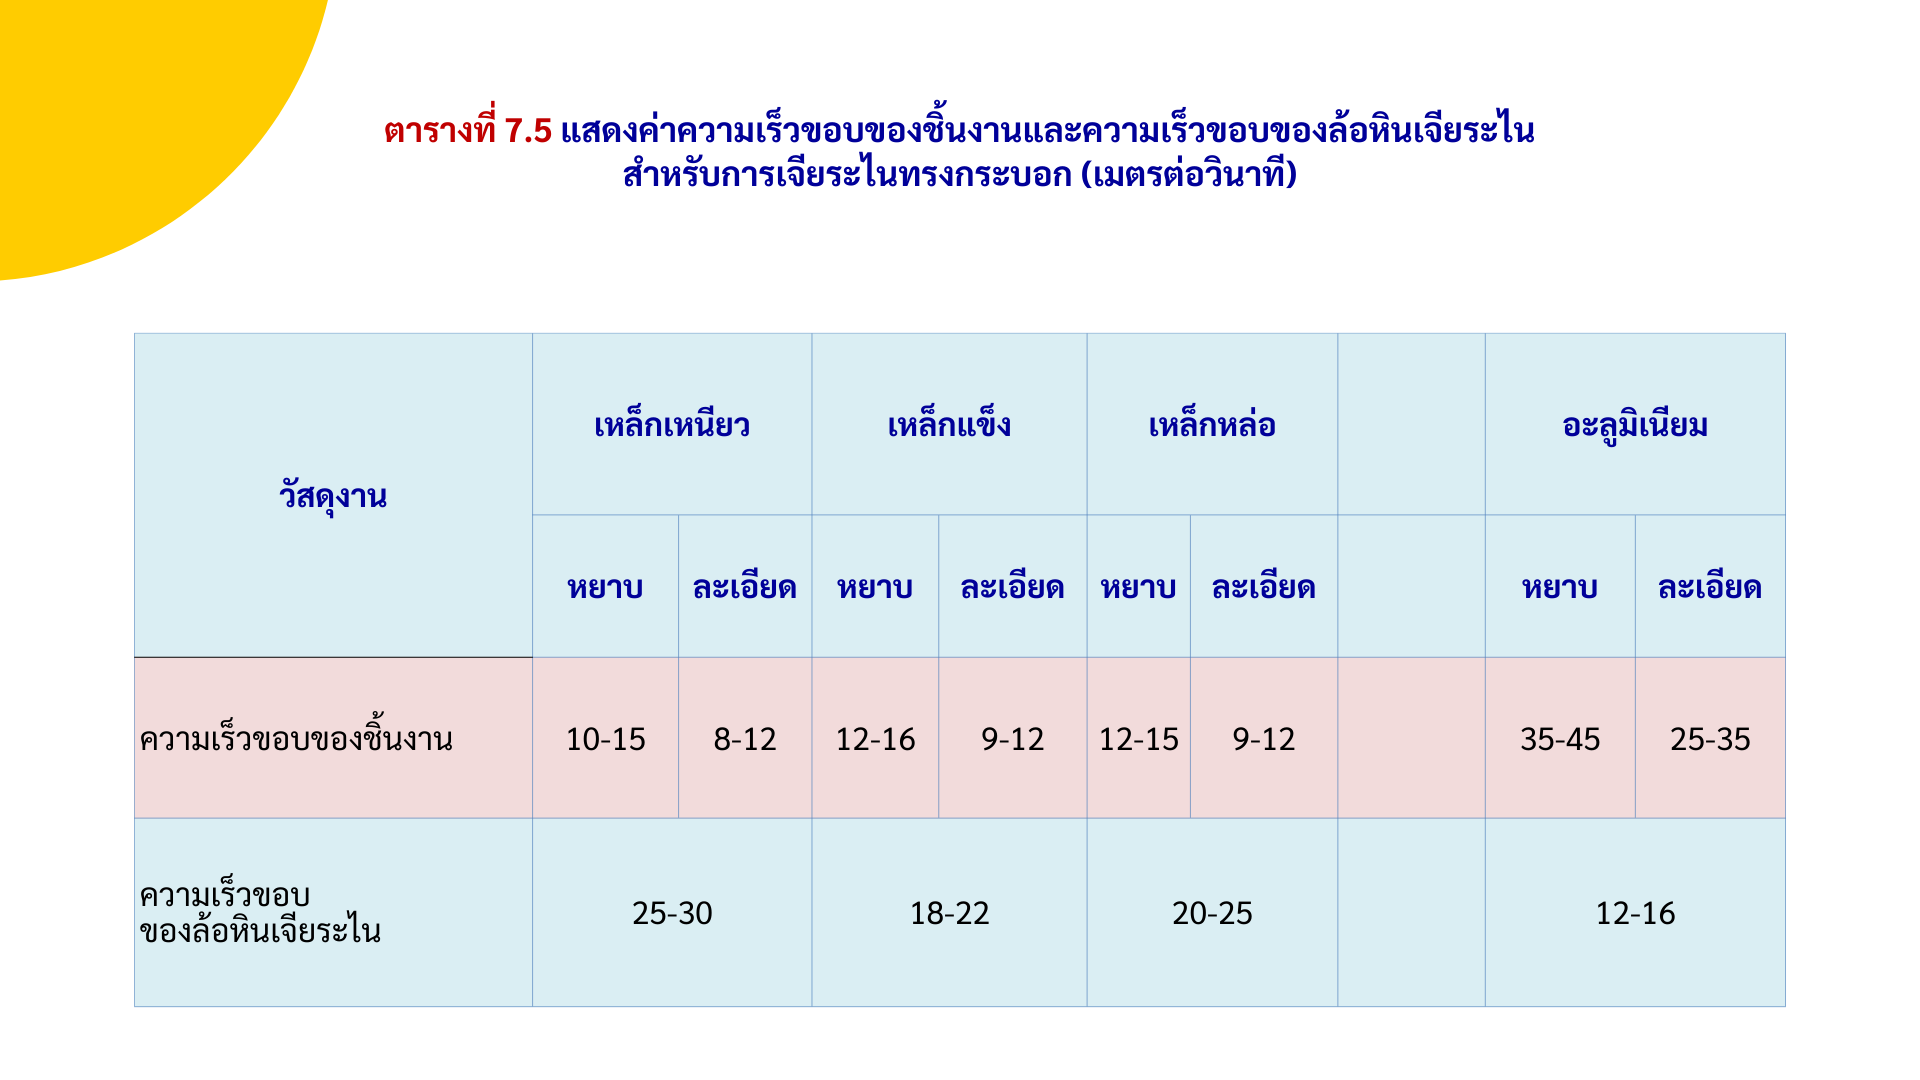 ตารางที่ 7.5 แสดงค่าความเร็วขอบของชิ้นงานและความเร็วขอบของล้อหินเจียระไน
สำหรับการเจียระไนทรงกระบอก (เมตรต่อวินาที)
วัสดุงาน เหล็กเหนียว เหล็กแข็ง เหล็กหล่อ อะลูมิเนียม
หยาบ ละเอียด หยาบ ละเอียด หยาบ ละเอียด หยาบ ละเอียด
ความเร็วขอบของชิ้นงาน 10-15 8-12 12-16 9-12 12-15 9-12 35-45 25-35
ความเร็วขอบ
ของล้อหินเจียระไน 25-30 18-22 20-25 12-16